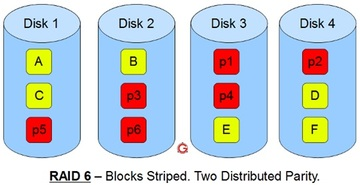 Disk 1 Disk 2 Disk 3 Disk 4
A B p1 p2
C p3 p4 D
p5 p6 E F
G
RAID 6 – Blocks Striped. Two Distributed Parity.